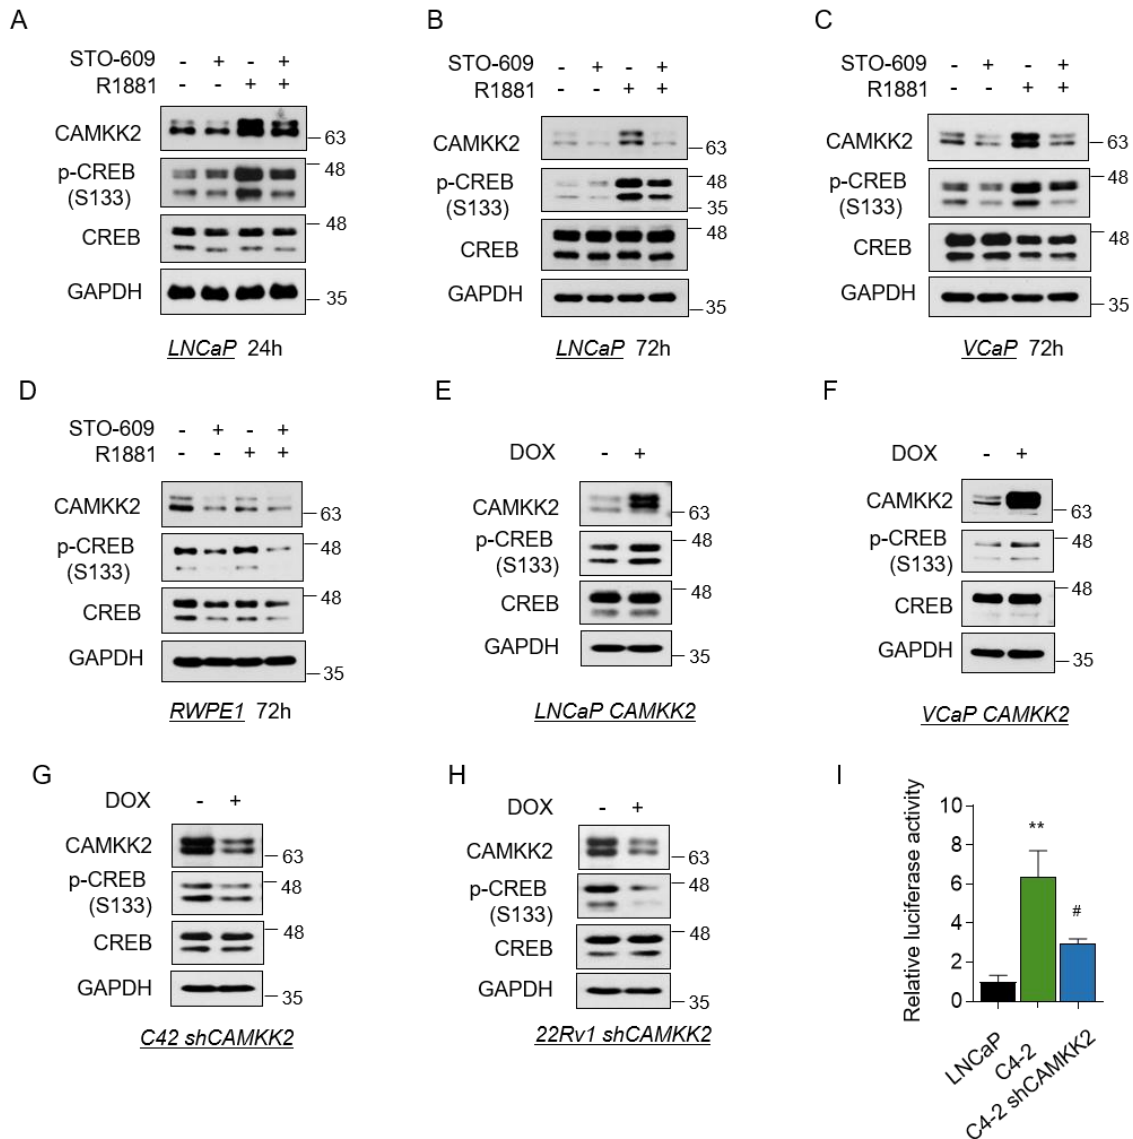 A
STO-609 - + - +
R1881 - - + +
CAMKK2
63
p-CREB
(S133)
48
CREB
48
GAPDH
35
LNCaP 24h
B
STO-609 - + - +
R1881 - - + +
CAMKK2
63
p-CREB
(S133)
48
35
CREB
48
GAPDH
35
LNCaP 72h
C
STO-609 - + - +
R1881 - - + +
CAMKK2
63
p-CREB
(S133)
48
CREB
48
GAPDH
35
VCaP 72h
D
STO-609 - + - +
R1881 - - + +
CAMKK2
63
p-CREB
(S133)
48
CREB
48
GAPDH
35
RWPE1 72h
E
DOX - +
CAMKK2
63
p-CREB
(S133)
48
CREB
48
GAPDH
35
LNCaP CAMKK2
F
DOX - +
CAMKK2
63
p-CREB
(S133)
48
CREB
48
GAPDH
35
VCaP CAMKK2
G
DOX - +
CAMKK2
63
p-CREB
(S133)
48
CREB
48
GAPDH
35
C42 shCAMKK2
H
DOX - +
CAMKK2
63
p-CREB
(S133)
48
CREB
48
GAPDH
35
22Rv1 shCAMKK2
I
Relative luciferase activity
10
8
6
4
2
0
**
#
LNCaP
C4-2
C4-2 shCAMKK2